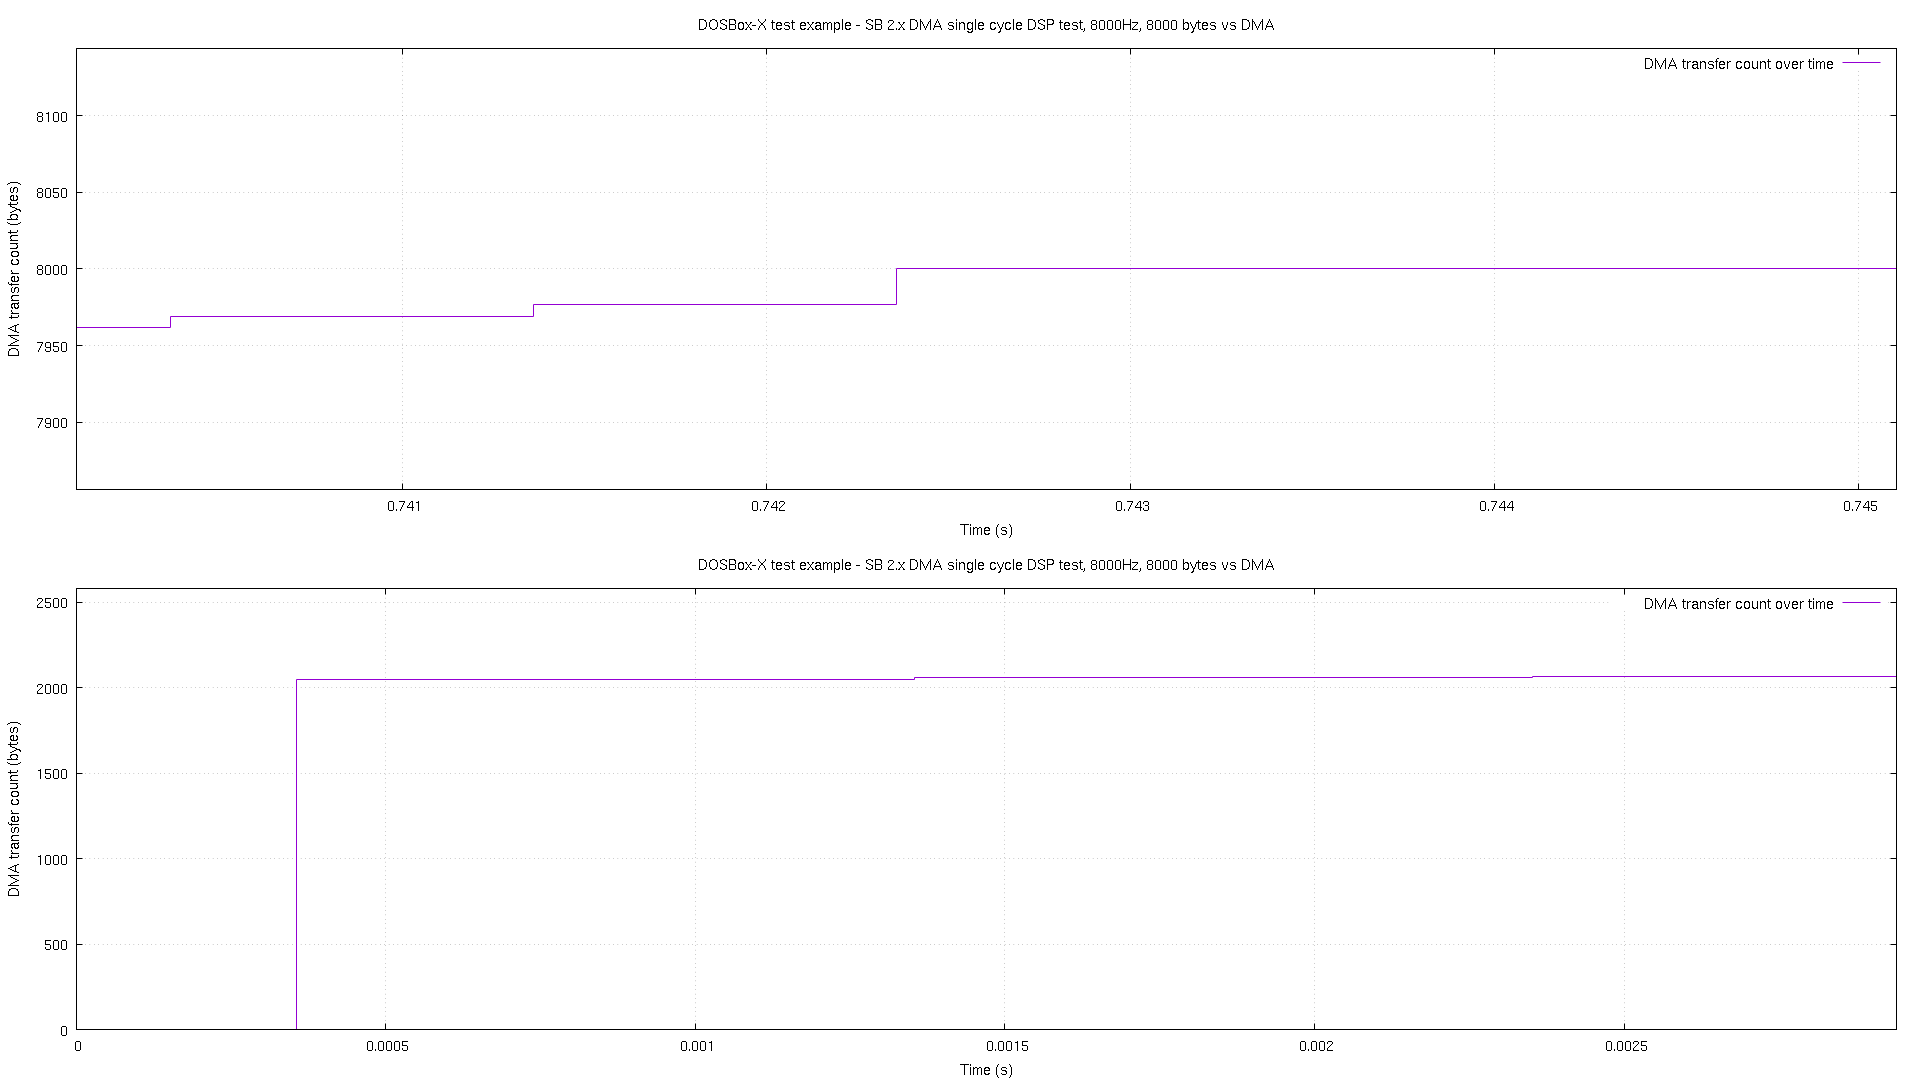 DOSBox-X test example - SB 2.x DMA single cycle DSP test, 8000Hz, 8000 bytes vs DMA
DMA transfer count over time
8100
8050
8000
7950
7900
DMA transfer count (bytes)
0.741 0.742 0.743 0.744 0.745
Time (s)
DOSBox-X test example - SB 2.x DMA single cycle DSP test, 8000Hz, 8000 bytes vs DMA
DMA transfer count over time
2500
2000
1500
1000
500
0
DMA transfer count (bytes)
0 0.0005 0.001 0.0015 0.002 0.0025
Time (s)